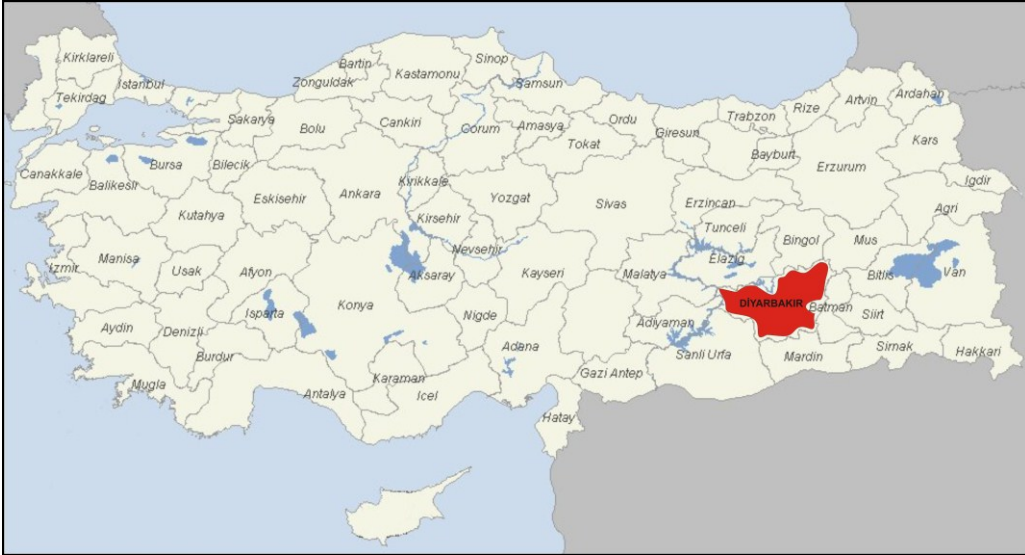 Kirklareli
Tekirdag
Istanbul
Sakarya
Zonguldak
Bartin
Kastamonu
Sinop
Samsun
Bolu
Cankiri
Corum
Amasya
Ordu
Tokat
Giresun
Trabzon
Rize
Artvin
Ardahan
Bayburt
Erzurum
Kars
Igdir
Agri
Canakkale
Balikesir
Bursa
Bilecik
Kutahya
Eskisehir
Ankara
Kirikkale
Kirsehir
Yozgat
Sivas
Erzincan
Tunceli
Bingol
Mus
Elazig
Malatya
Bitlis
Van
Nevsehir
Aksaray
Kayseri
Izmir
Manisa
Usak
Afyon
Konya
Isparta
Nigde
Adiyaman
DİYARBAKIR
Batman
Siirt
Aydin
Denizli
Burdur
Mugla
Antalya
Karaman
Icel
Adana
Gazi Antep
Sanli Urfa
Mardin
Sirnak
Hakkari
Hatay